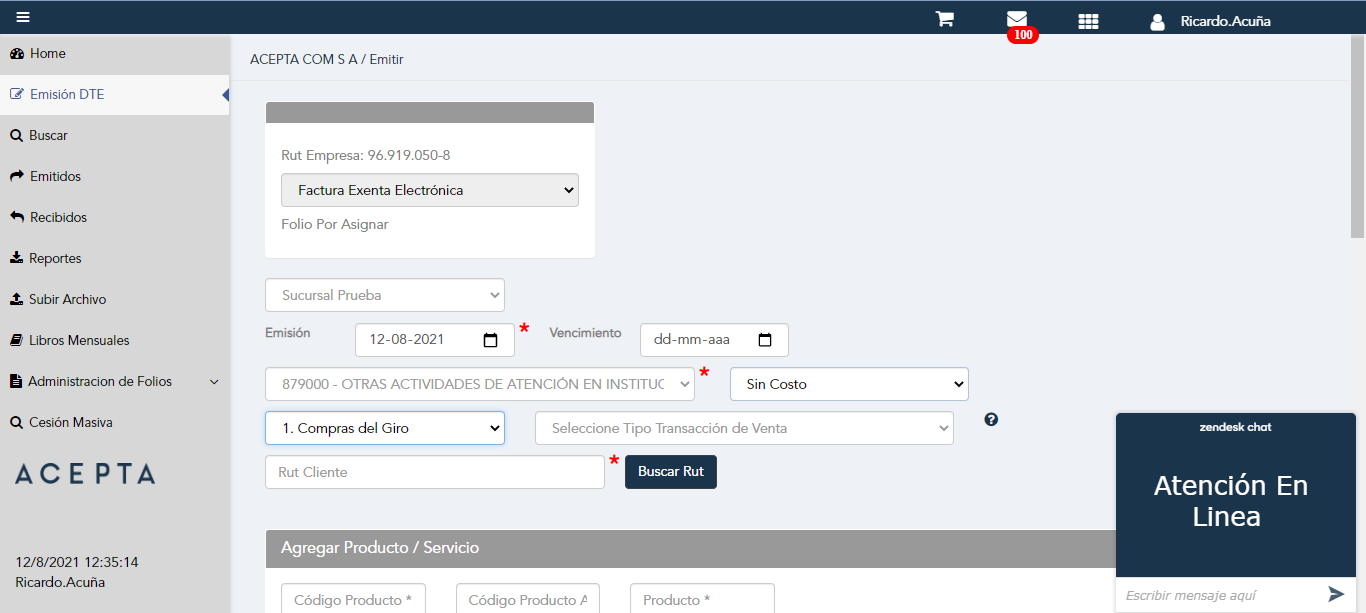 100
Ricardo.Acuña
Home
Emisión DTE
Buscar
Emitidos
Recibidos
Reportes
Subir Archivo
Libros Mensuales
Administracion de Folios
Cesión Masiva
ACEPTA
12/8/2021 12:35:14
Ricardo.Acuña
ACEPTA COM S A / Emitir
Rut Empresa: 96.919.050-8
Factura Exenta Electrónica
Folio Por Asignar
Sucursal Prueba
Emisión 12-08-2021 * Vencimiento dd-mm-aaa
879000 - OTRAS ACTIVIDADES DE ATENCIÓN EN INSTITUC * Sin Costo
1. Compras del Giro Seleccione Tipo Transacción de Venta ?
Rut Cliente * Buscar Rut
Agregar Producto / Servicio
Código Producto * Código Producto A Producto *
zendesk chat
Atención En
Linea
Escribir mensaje aquí